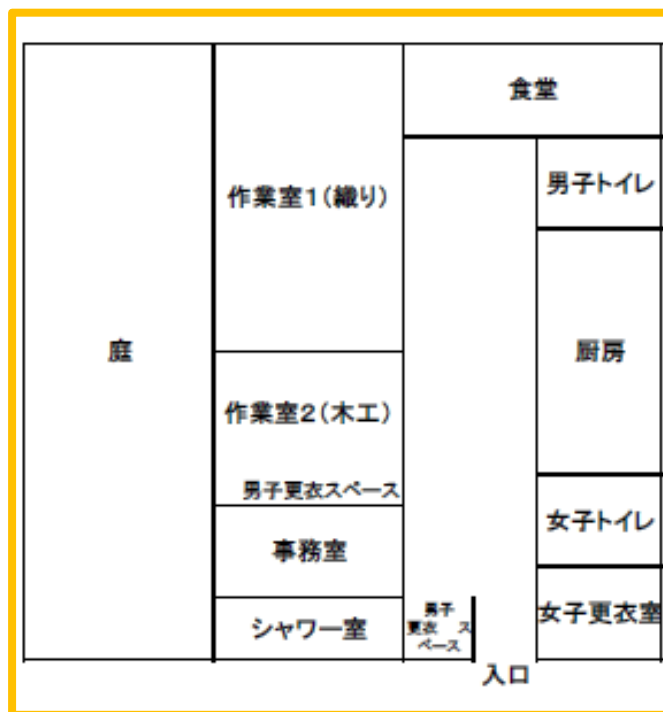 食堂
作業室1（織り）
男子トイレ
庭
厨房
作業室2（木工）
男子更衣スペース
女子トイレ
事務室
シャワー室
男子
更衣　ス
ペース
女子更衣室
入口